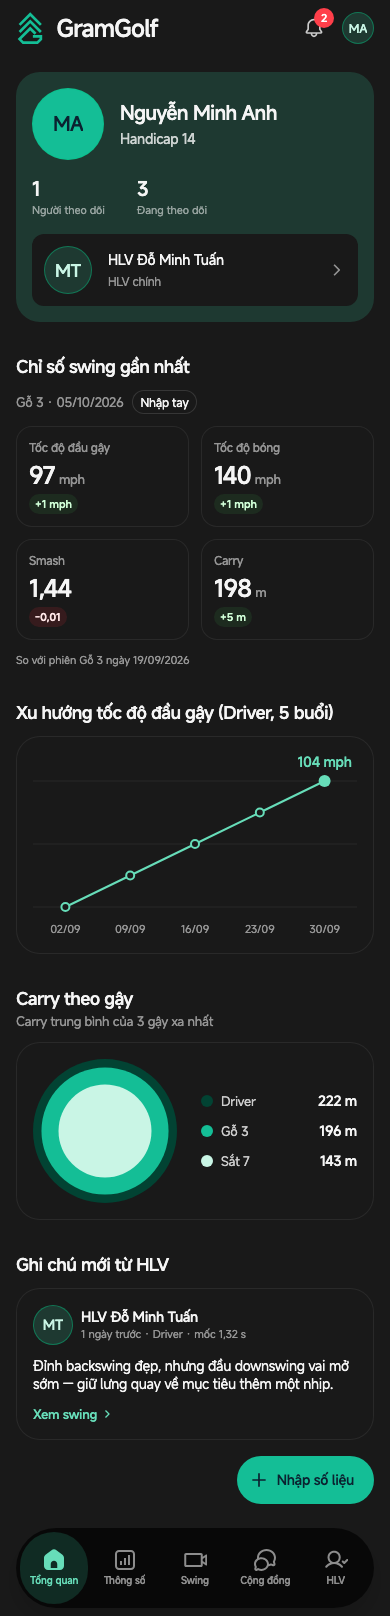 GramGolf
2
MA
MA
Nguyễn Minh Anh
Handicap 14
1
Người theo dõi
3
Đang theo dõi
MT
HLV Đỗ Minh Tuấn
HLV chính
Chỉ số swing gần nhất
Gỗ 3 · 05/10/2026
Nhập tay
Tốc độ đầu gậy
97 mph
+1 mph
Tốc độ bóng
140 mph
+1 mph
Smash
1,44
−0,01
Carry
198 m
+5 m
So với phiên Gỗ 3 ngày 19/09/2026
Xu hướng tốc độ đầu gậy (Driver, 5 buổi)
104 mph
02/09
09/09
16/09
23/09
30/09
Carry theo gậy
Carry trung bình của 3 gậy xa nhất
Driver 222 m
Gỗ 3 196 m
Sắt 7 143 m
Ghi chú mới từ HLV
MT
HLV Đỗ Minh Tuấn
1 ngày trước · Driver · mốc 1,32 s
Đỉnh backswing đẹp, nhưng đầu downswing vai mở
sớm — giữ lưng quay về mục tiêu thêm một nhịp.
Xem swing
Nhập số liệu
Tổng quan
Thông số
Swing
Cộng đồng
HLV